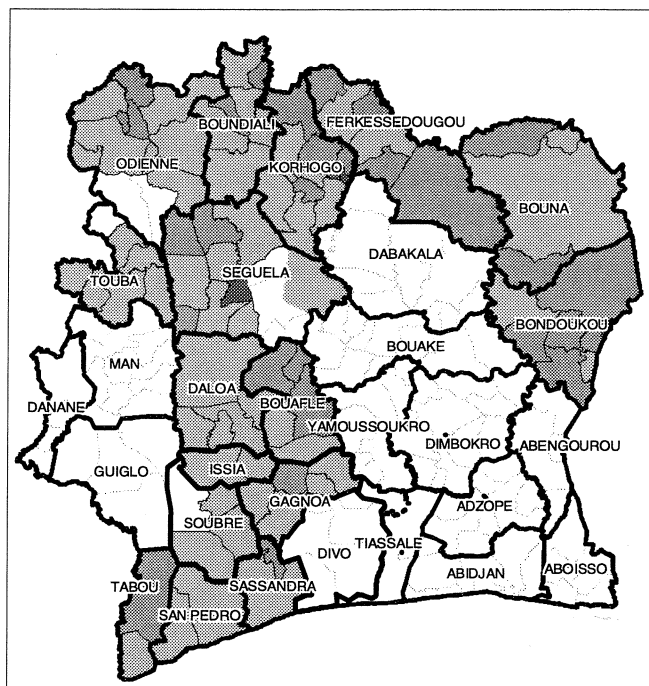 BOUNDIALI
FERKESSEDOUGOU
ODIENNE
KORHOGO
BOUNA
DABAKALA
SEGUELA
TOUBA
BONDOUKOU
BOUAKE
MAN
DALOA
BOUAFLE
DANANE
YAMOUSSOUKRO
DIMBOKRO
ABENGOUROU
GUIGLO
ISSIA
GAGNOA
ADZOPE
SOUBRE
DIVO
TIASSALE
ABIDJAN
ABOISSO
TABOU
SASSANDRA
SAN PEDRO